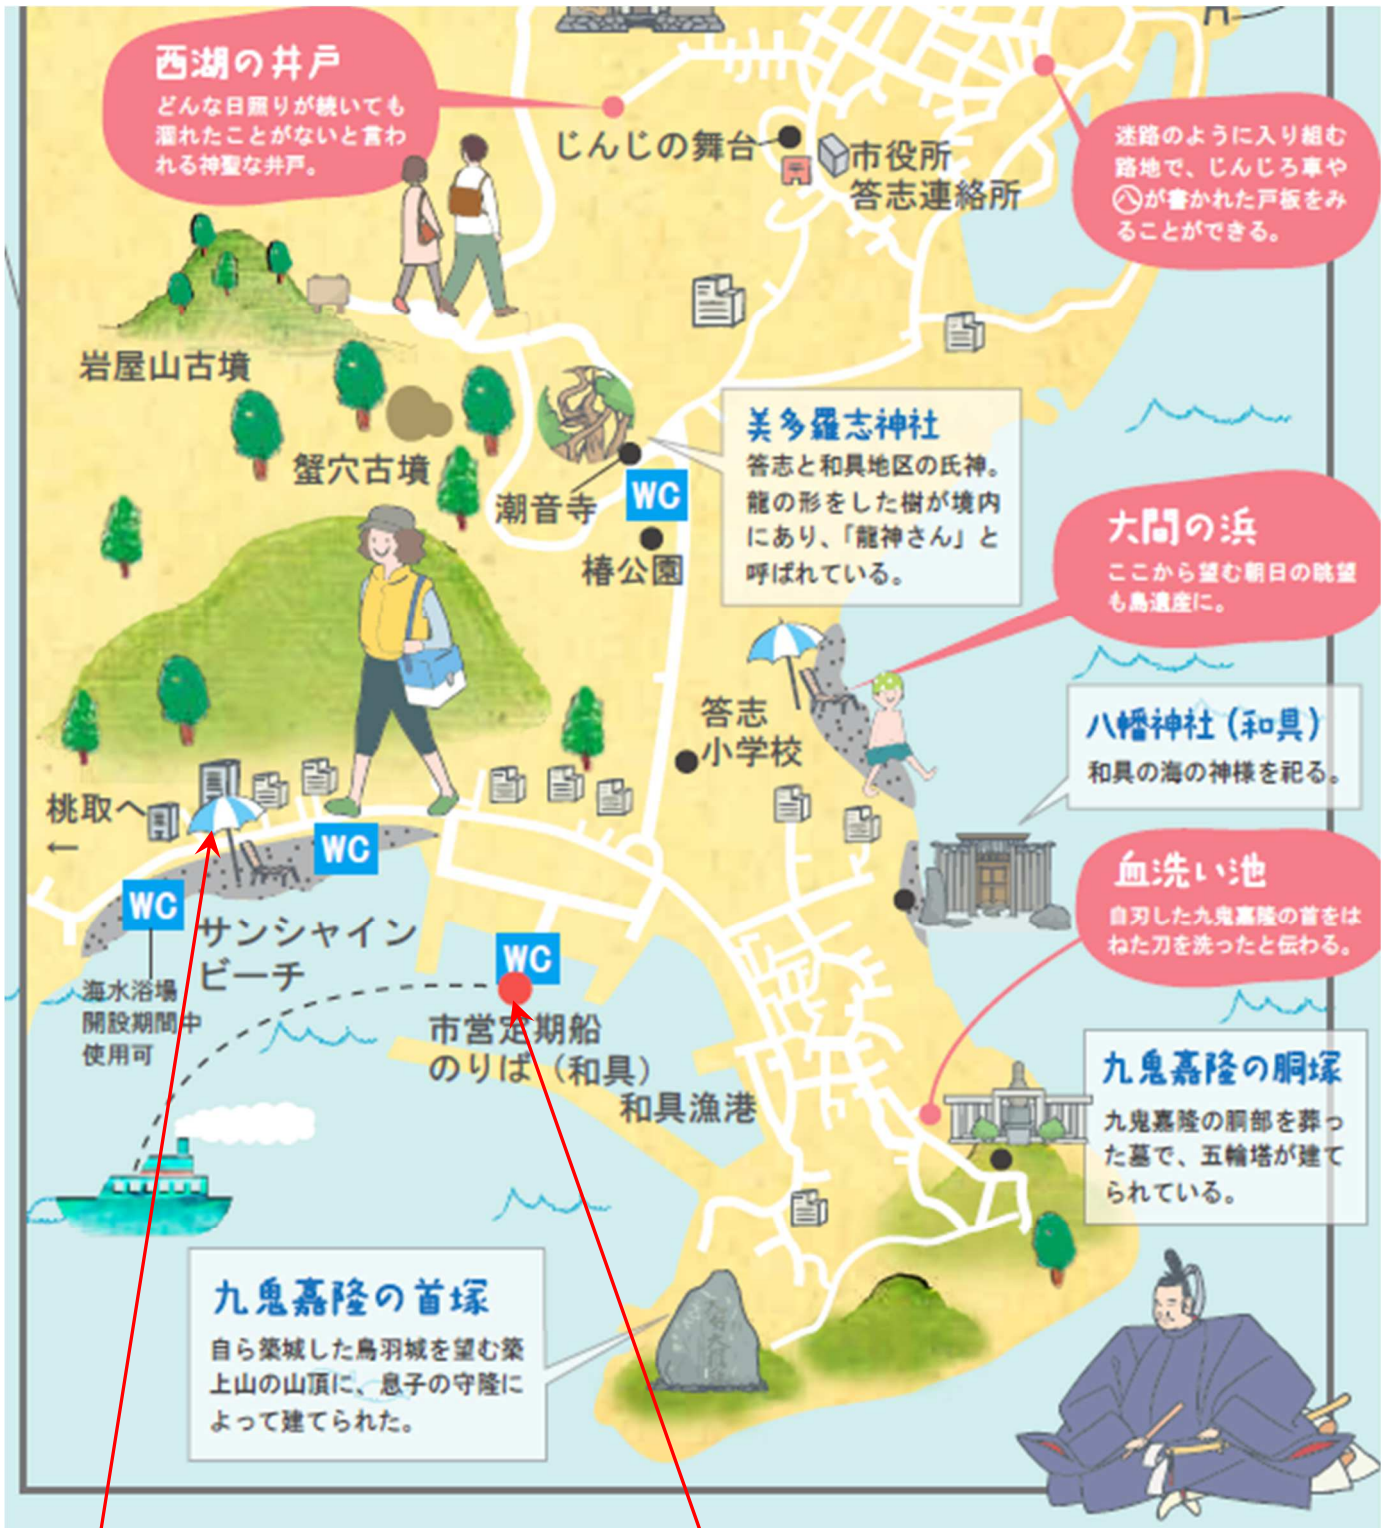 西湖の井戸
どんな日照りが続いても
涸れたことがないと言わ
れる神聖な井戸。
じんじの舞台
市役所
答志連絡所
迷路のように入り組む
路地で、じんじろ車や
㊇が書かれた戸板をみ
ることができる。
岩屋山古墳
蟹穴古墳
潮音寺
WC
椿公園
美多羅志神社
答志と和具地区の氏神。
龍の形をした樹が境内
にあり、「龍神さん」と
呼ばれている。
大間の浜
ここから望む朝日の眺望
も島遺産に。
答志
小学校
八幡神社（和具）
和具の海の神様を祀る。
桃取へ
←
WC
WC
サンシャイン
ビーチ
海水浴場
開設期間中
使用可
WC
市営定期船
のりば（和具）
和具漁港
血洗い池
自刃した九鬼嘉隆の首をは
ねた刀を洗ったと伝わる。
九鬼嘉隆の胴塚
九鬼嘉隆の胴部を葬っ
た墓で、五輪塔が建て
られている。
九鬼嘉隆の首塚
自ら築城した鳥羽城を望む築
上山の山頂に、息子の守隆に
よって建てられた。